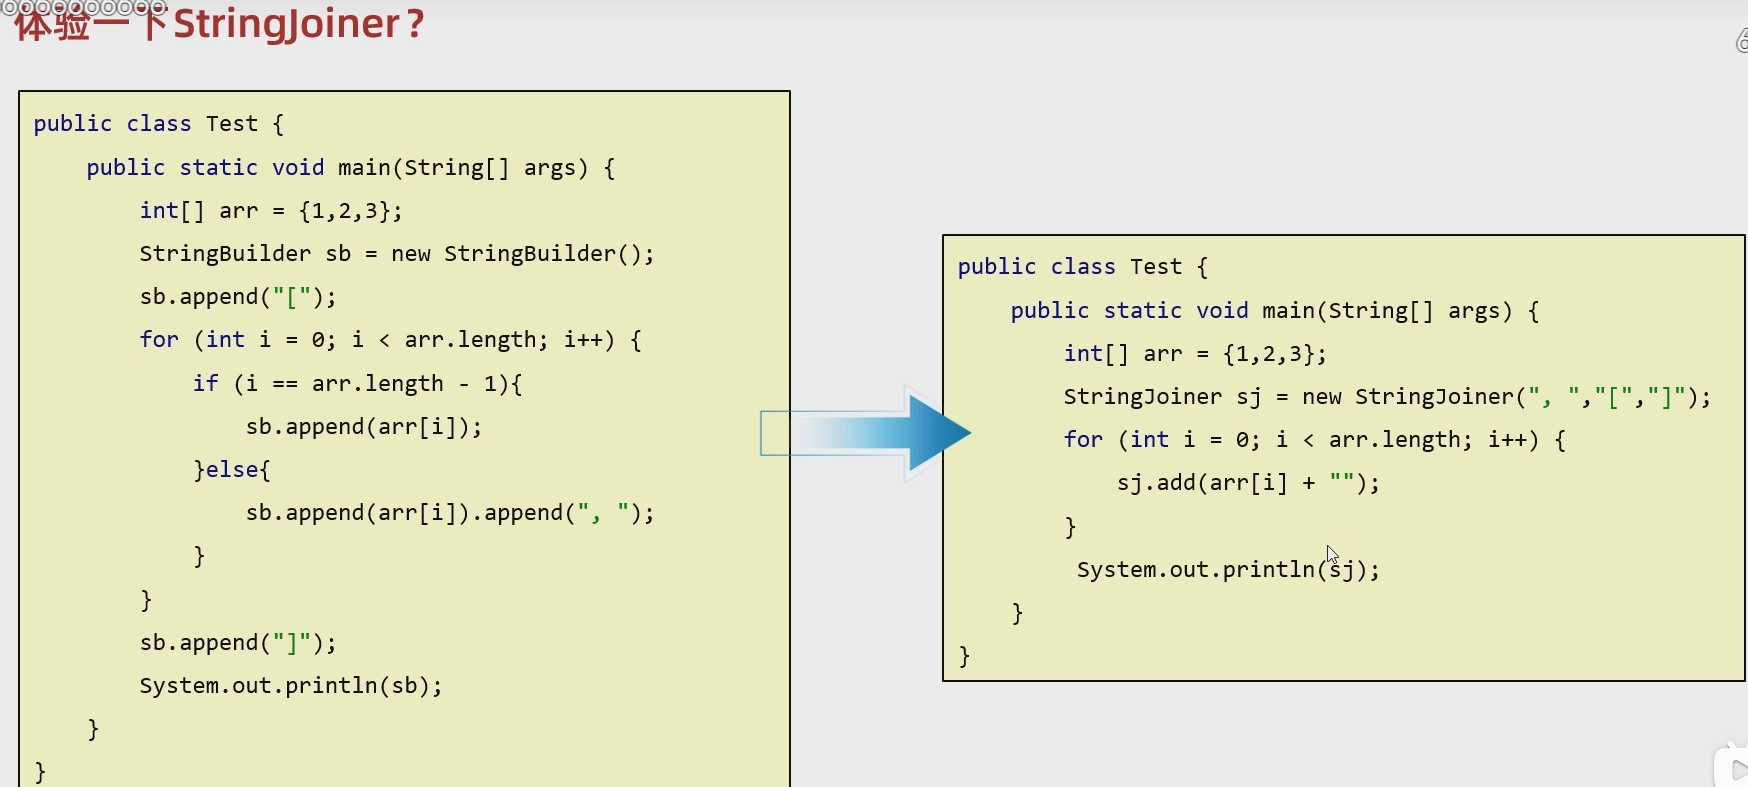 体验一下StringJoiner？
public class Test {
public static void main(String[] args) {
int[] arr = {1,2,3};
StringBuilder sb = new StringBuilder();
sb.append("[");
for (int i = 0; i < arr.length; i++) {
if (i == arr.length - 1){
sb.append(arr[i]);
}else{
sb.append(arr[i]).append(", ");
}
}
sb.append("]");
System.out.println(sb);
}
}
public class Test {
public static void main(String[] args) {
int[] arr = {1,2,3};
StringJoiner sj = new StringJoiner(", ","[","]");
for (int i = 0; i < arr.length; i++) {
sj.add(arr[i] + "");
}
System.out.println(sj);
}
}